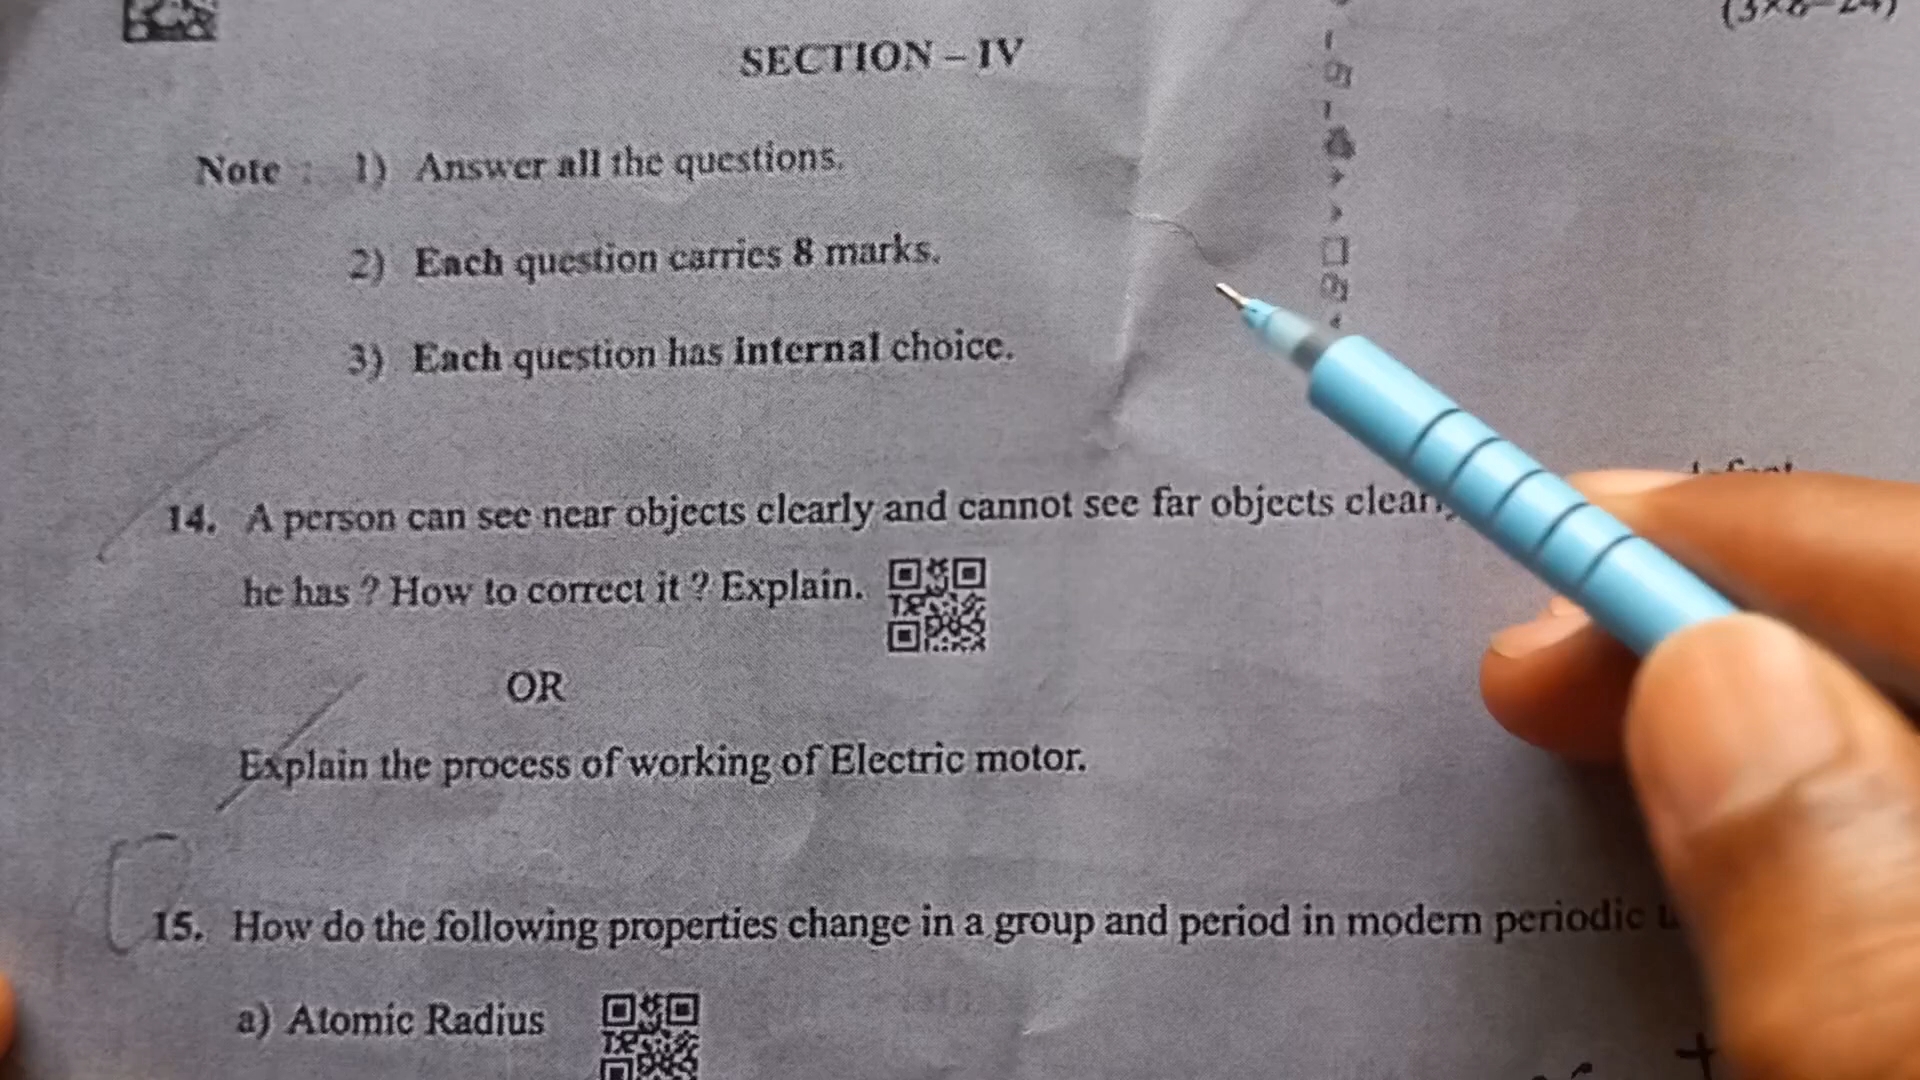 (3×8=24)
SECTION – IV
Note : 1) Answer all the questions.
2) Each question carries 8 marks.
3) Each question has internal choice.
14. A person can see near objects clearly and cannot see far objects
he has ? How to correct it ? Explain.
OR
Explain the process of working of Electric motor.
15. How do the following properties change in a group and period in modern periodic
a) Atomic Radius